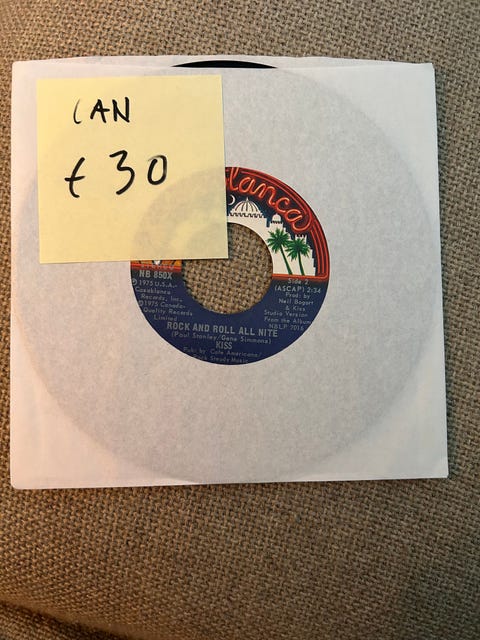 CAN
£ 30
lanca
NB 850X
℗ 1975 U.S.A.-
Casablanca
Records, Inc.
℗ 1975 Canada-
Quality Records
Limited
Side 2
(ASCAP) 2:34
Prod: by
Neil Bogart
& Kiss
Studio Version
From the Album
NBLP 7016
ROCK AND ROLL ALL NITE
(Paul Stanley/Gene Simmons)
KISS
Pub: by Cafe Americana/
Rock Steady Music